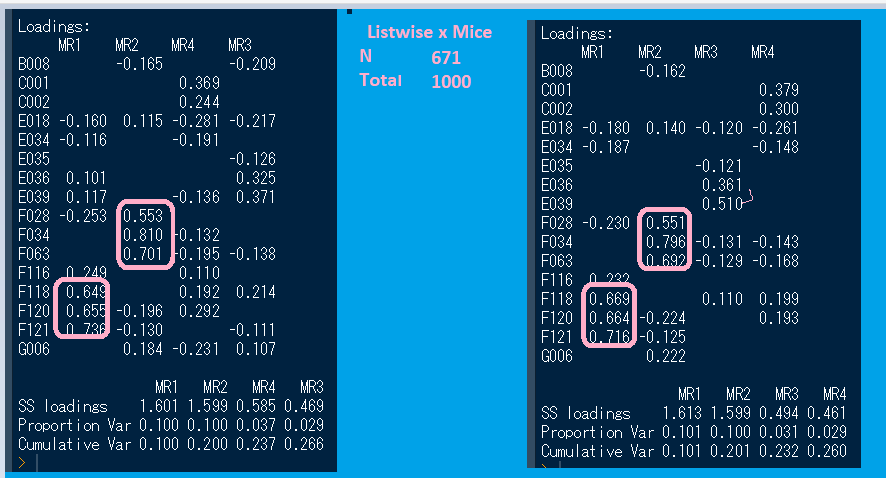 Loadings:
MR1 MR2 MR4 MR3
B008 -0.165 -0.209
C001 0.369
C002 0.244
E018 -0.160 0.115 -0.281 -0.217
E034 -0.116 -0.191
E035 -0.126
E036 0.101 0.325
E039 0.117 -0.136 0.371
F028 -0.253 0.553
F034 0.810 -0.132
F063 0.701 -0.195 -0.138
F116 0.249 0.110
F118 0.649 0.192 0.214
F120 0.655 -0.196 0.292
F121 0.736 -0.130 -0.111
G006 0.184 -0.231 0.107
MR1 MR2 MR4 MR3
SS loadings 1.601 1.599 0.585 0.469
Proportion Var 0.100 0.100 0.037 0.029
Cumulative Var 0.100 0.200 0.237 0.266
>
Listwise x Mice
N 671
Total 1000
Loadings:
MR1 MR2 MR3 MR4
B008 -0.162
C001 0.379
C002 0.300
E018 -0.180 0.140 -0.120 -0.261
E034 -0.187 -0.148
E035 -0.121
E036 0.361
E039 0.510
F028 -0.230 0.551
F034 0.796 -0.131 -0.143
F063 0.692 -0.129 -0.168
F116 0.232
F118 0.669 0.110 0.199
F120 0.664 -0.224 0.193
F121 0.716 -0.125
G006 0.222
MR1 MR2 MR3 MR4
SS loadings 1.613 1.599 0.494 0.461
Proportion Var 0.101 0.100 0.031 0.029
Cumulative Var 0.101 0.201 0.232 0.260